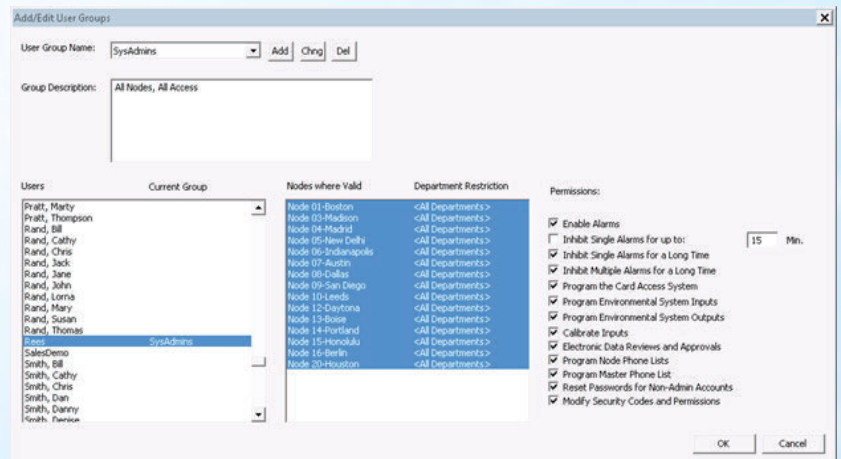 Add/Edit User Groups
User Group Name: SysAdmins Add Chng Del
Group Description: All Nodes, All Access
Users Current Group
Pratt, Marty
Pratt, Thompson
Rand, Bill
Rand, Cathy
Rand, Chris
Rand, Jack
Rand, Jane
Rand, John
Rand, Lorna
Rand, Mary
Rand, Susan
Rand, Thomas
Rees SysAdmins
SalesDemo
Smith, Bill
Smith, Cathy
Smith, Chris
Smith, Dan
Smith, Danny
Smith, Denise
Nodes where Valid Department Restriction
Node 01-Boston <All Departments>
Node 03-Madison <All Departments>
Node 04-Madrid <All Departments>
Node 05-New Delhi <All Departments>
Node 06-Indianapolis <All Departments>
Node 07-Austin <All Departments>
Node 08-Dallas <All Departments>
Node 09-San Diego <All Departments>
Node 10-Leeds <All Departments>
Node 12-Daytona <All Departments>
Node 13-Boise <All Departments>
Node 14-Portland <All Departments>
Node 15-Honolulu <All Departments>
Node 16-Berlin <All Departments>
Node 20-Houston <All Departments>
Permissions:
Enable Alarms
Inhibit Single Alarms for up to: 15 Min.
Inhibit Single Alarms for a Long Time
Inhibit Multiple Alarms for a Long Time
Program the Card Access System
Program Environmental System Inputs
Program Environmental System Outputs
Calibrate Inputs
Electronic Data Reviews and Approvals
Program Node Phone Lists
Program Master Phone List
Reset Passwords for Non-Admin Accounts
Modify Security Codes and Permissions
OK Cancel